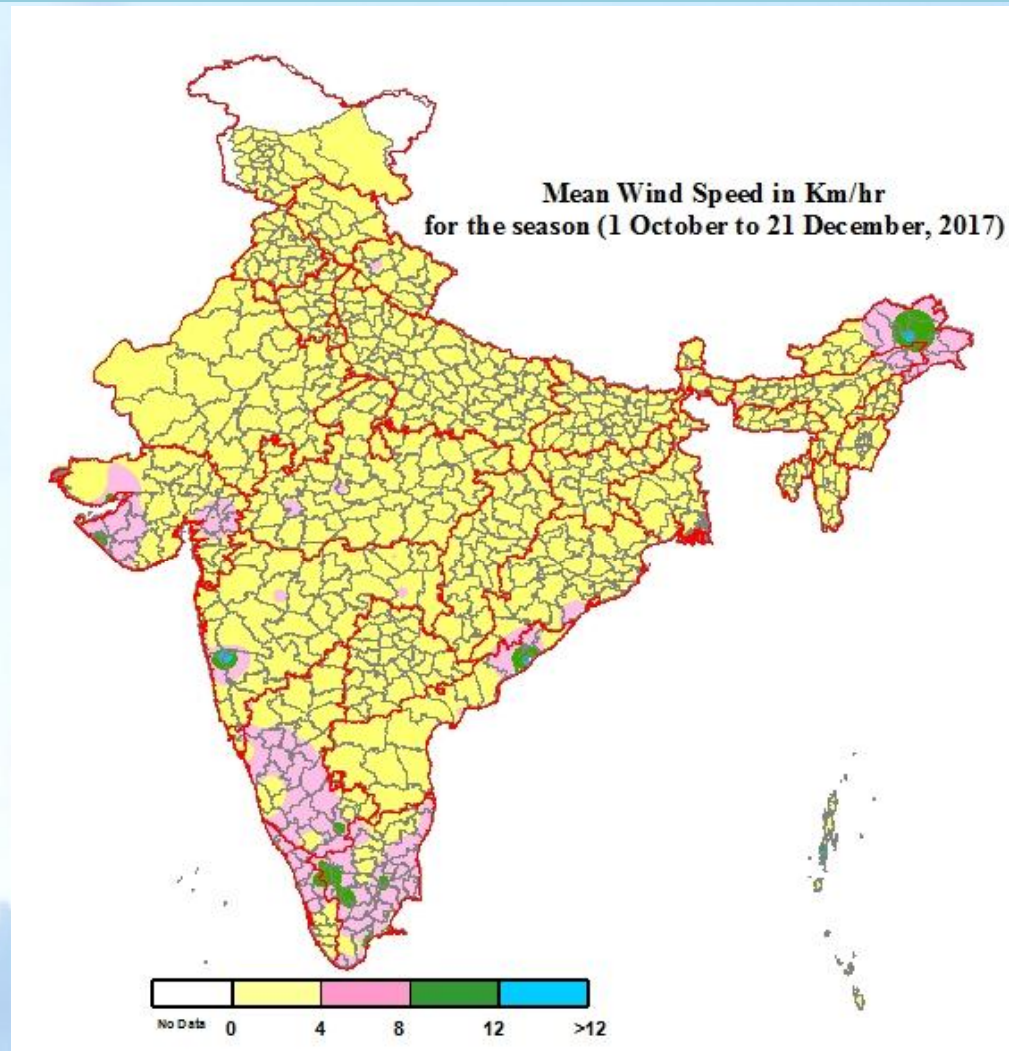 Mean Wind Speed in Km/hr
for the season (1 October to 21 December, 2017)
No Data 0 4 8 12 >12